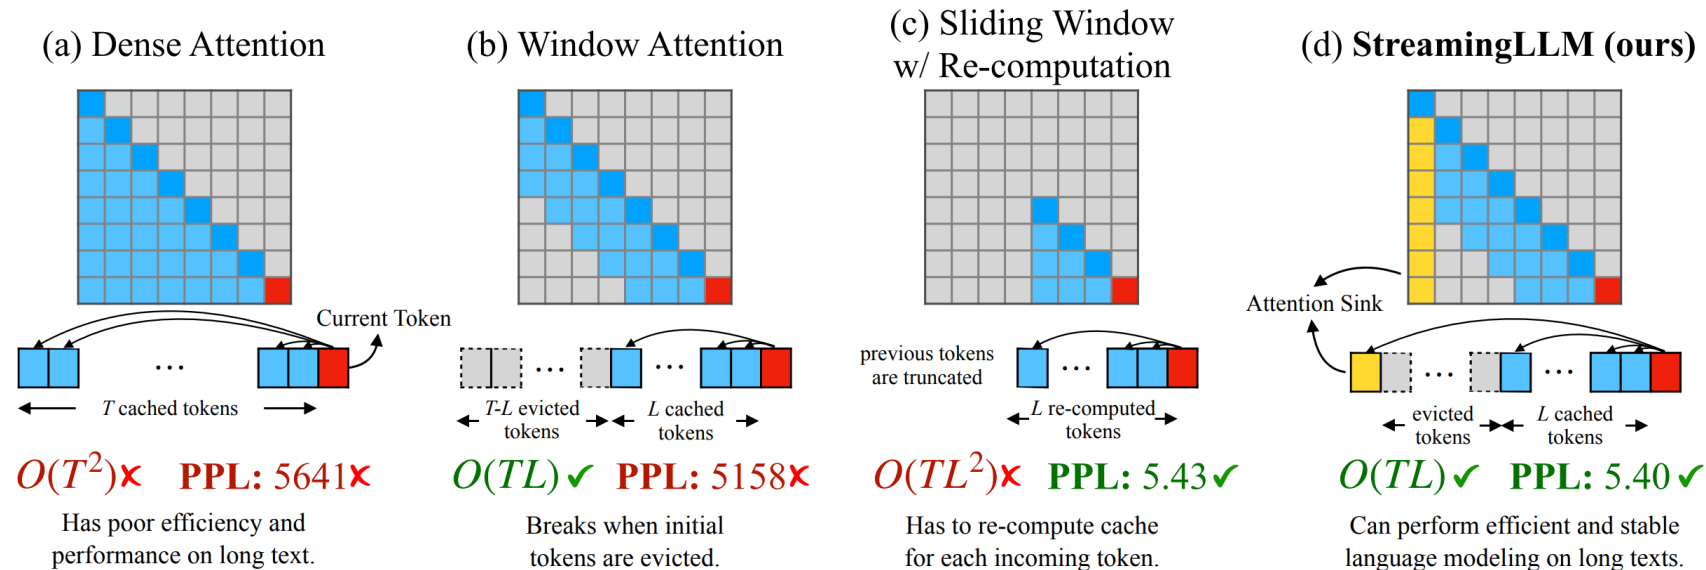 (a) Dense Attention
(b) Window Attention
(c) Sliding Window
w/ Re-computation
(d) StreamingLLM (ours)
Current Token
...
T cached tokens
...
...
T-L evicted
tokens
L cached
tokens
previous tokens
are truncated
...
L re-computed
tokens
Attention Sink
...
...
evicted
tokens
L cached
tokens
O(T²)✗ PPL: 5641✗
Has poor efficiency and
performance on long text.
O(TL)✓ PPL: 5158✗
Breaks when initial
tokens are evicted.
O(TL²)✗ PPL: 5.43✓
Has to re-compute cache
for each incoming token.
O(TL)✓ PPL: 5.40✓
Can perform efficient and stable
language modeling on long texts.